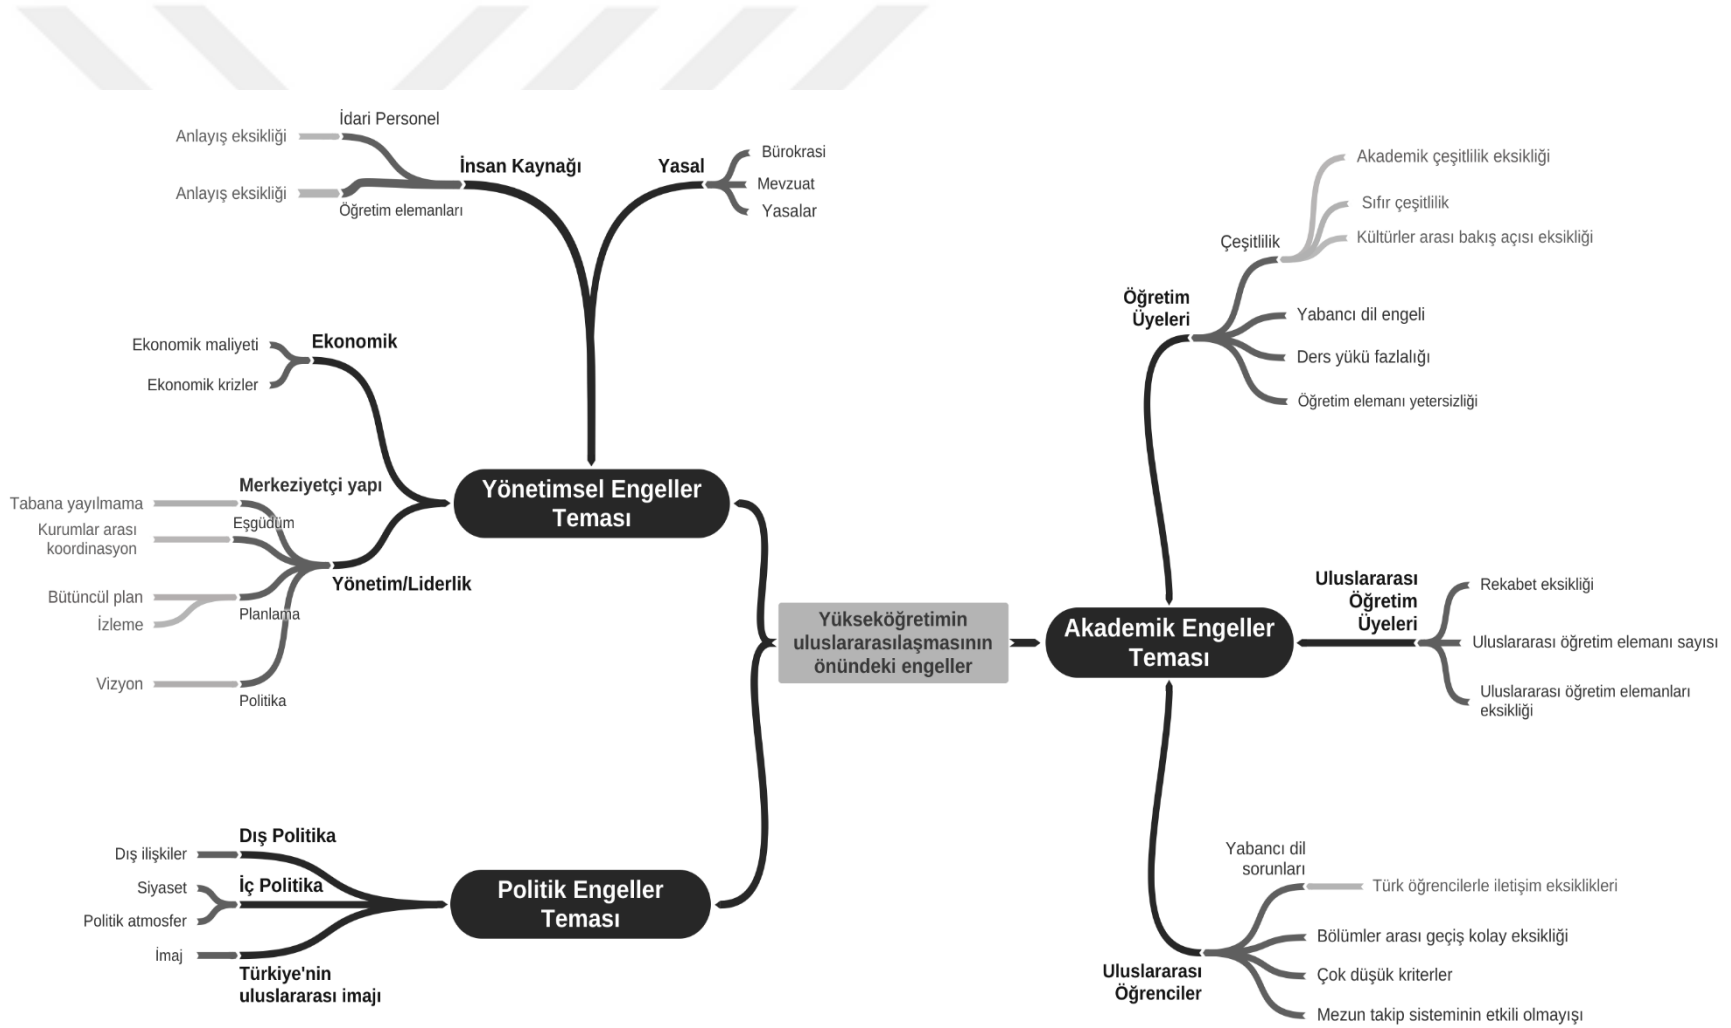 İdari Personel
Anlayış eksikliği
İnsan Kaynağı
Anlayış eksikliği
Öğretim elemanları
Yasal
Bürokrasi
Mevzuat
Yasalar
Ekonomik
Ekonomik maliyeti
Ekonomik krizler
Yönetimsel Engeller
Teması
Merkeziyetçi yapı
Tabana yayılmama
Eşgüdüm
Kurumlar arası
koordinasyon
Yönetim/Liderlik
Bütüncül plan
Planlama
İzleme
Vizyon
Politika
Yükseköğretimin
uluslararasılaşmasının
önündeki engeller
Dış Politika
Dış ilişkiler
İç Politika
Siyaset
Politik atmosfer
İmaj
Türkiye'nin
uluslararası imajı
Politik Engeller
Teması
Akademik Engeller
Teması
Öğretim
Üyeleri
Çeşitlilik
Akademik çeşitlilik eksikliği
Sıfır çeşitlilik
Kültürler arası bakış açısı eksikliği
Yabancı dil engeli
Ders yükü fazlalığı
Öğretim elemanı yetersizliği
Uluslararası
Öğretim
Üyeleri
Rekabet eksikliği
Uluslararası öğretim elemanı sayısı
Uluslararası öğretim elemanları
eksikliği
Uluslararası
Öğrenciler
Yabancı dil
sorunları
Türk öğrencilerle iletişim eksiklikleri
Bölümler arası geçiş kolay eksikliği
Çok düşük kriterler
Mezun takip sisteminin etkili olmayışı